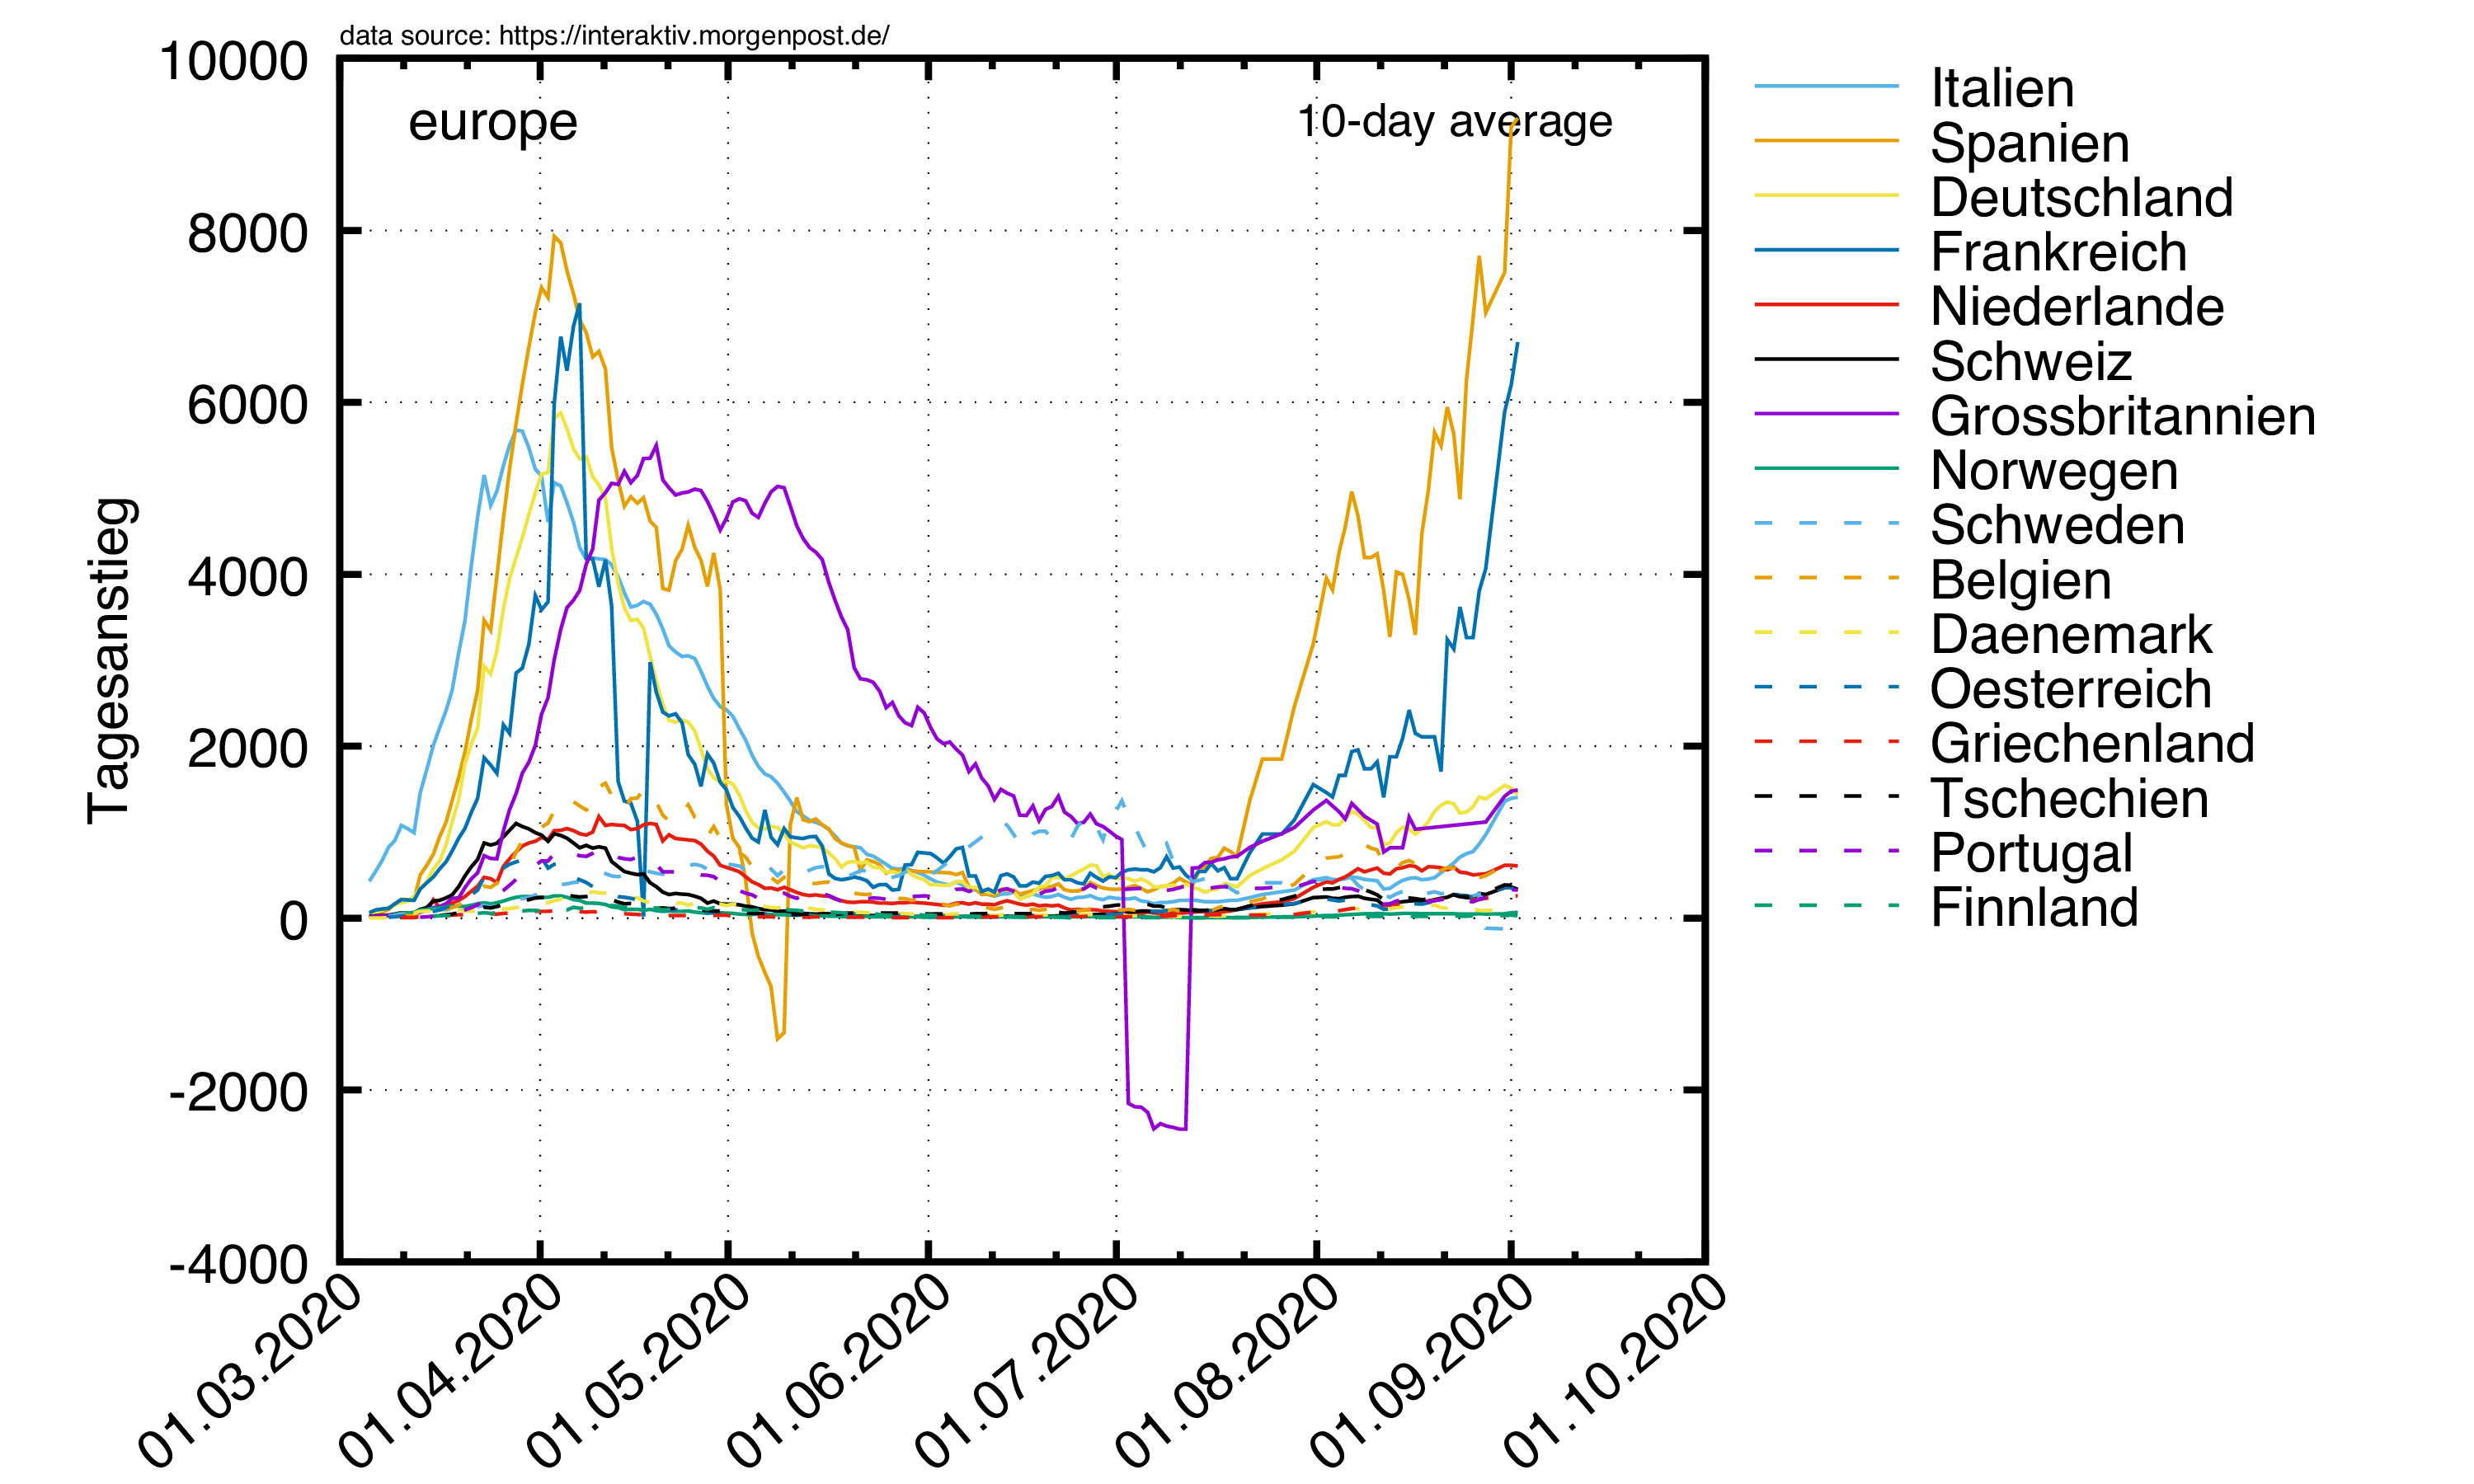 data source: https://interaktiv.morgenpost.de/
europe
10-day average
Tagesanstieg
10000
8000
6000
4000
2000
0
-2000
-4000
01.03.2020
01.04.2020
01.05.2020
01.06.2020
01.07.2020
01.08.2020
01.09.2020
01.10.2020
Italien
Spanien
Deutschland
Frankreich
Niederlande
Schweiz
Grossbritannien
Norwegen
Schweden
Belgien
Daenemark
Oesterreich
Griechenland
Tschechien
Portugal
Finnland